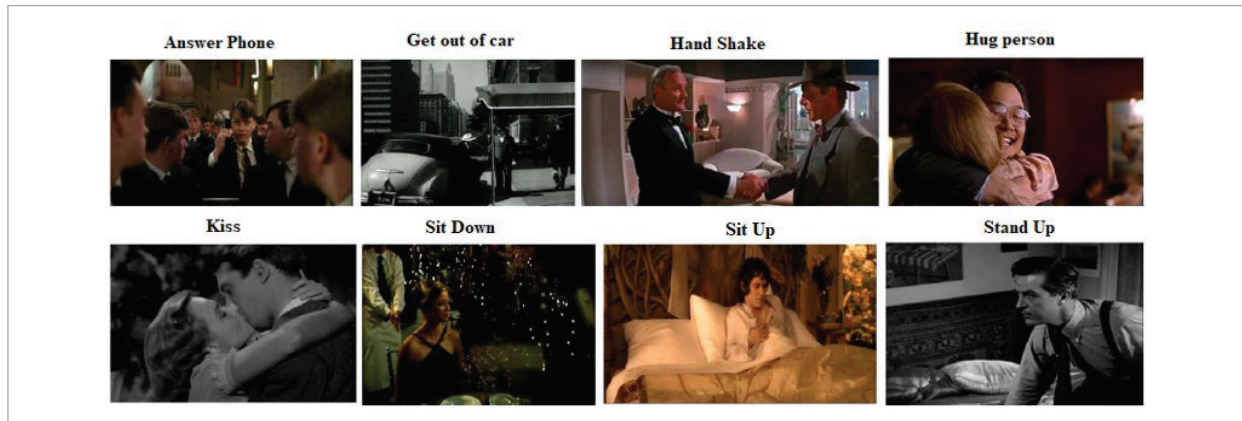 Answer Phone
Get out of car
Hand Shake
Hug person
Kiss
Sit Down
Sit Up
Stand Up